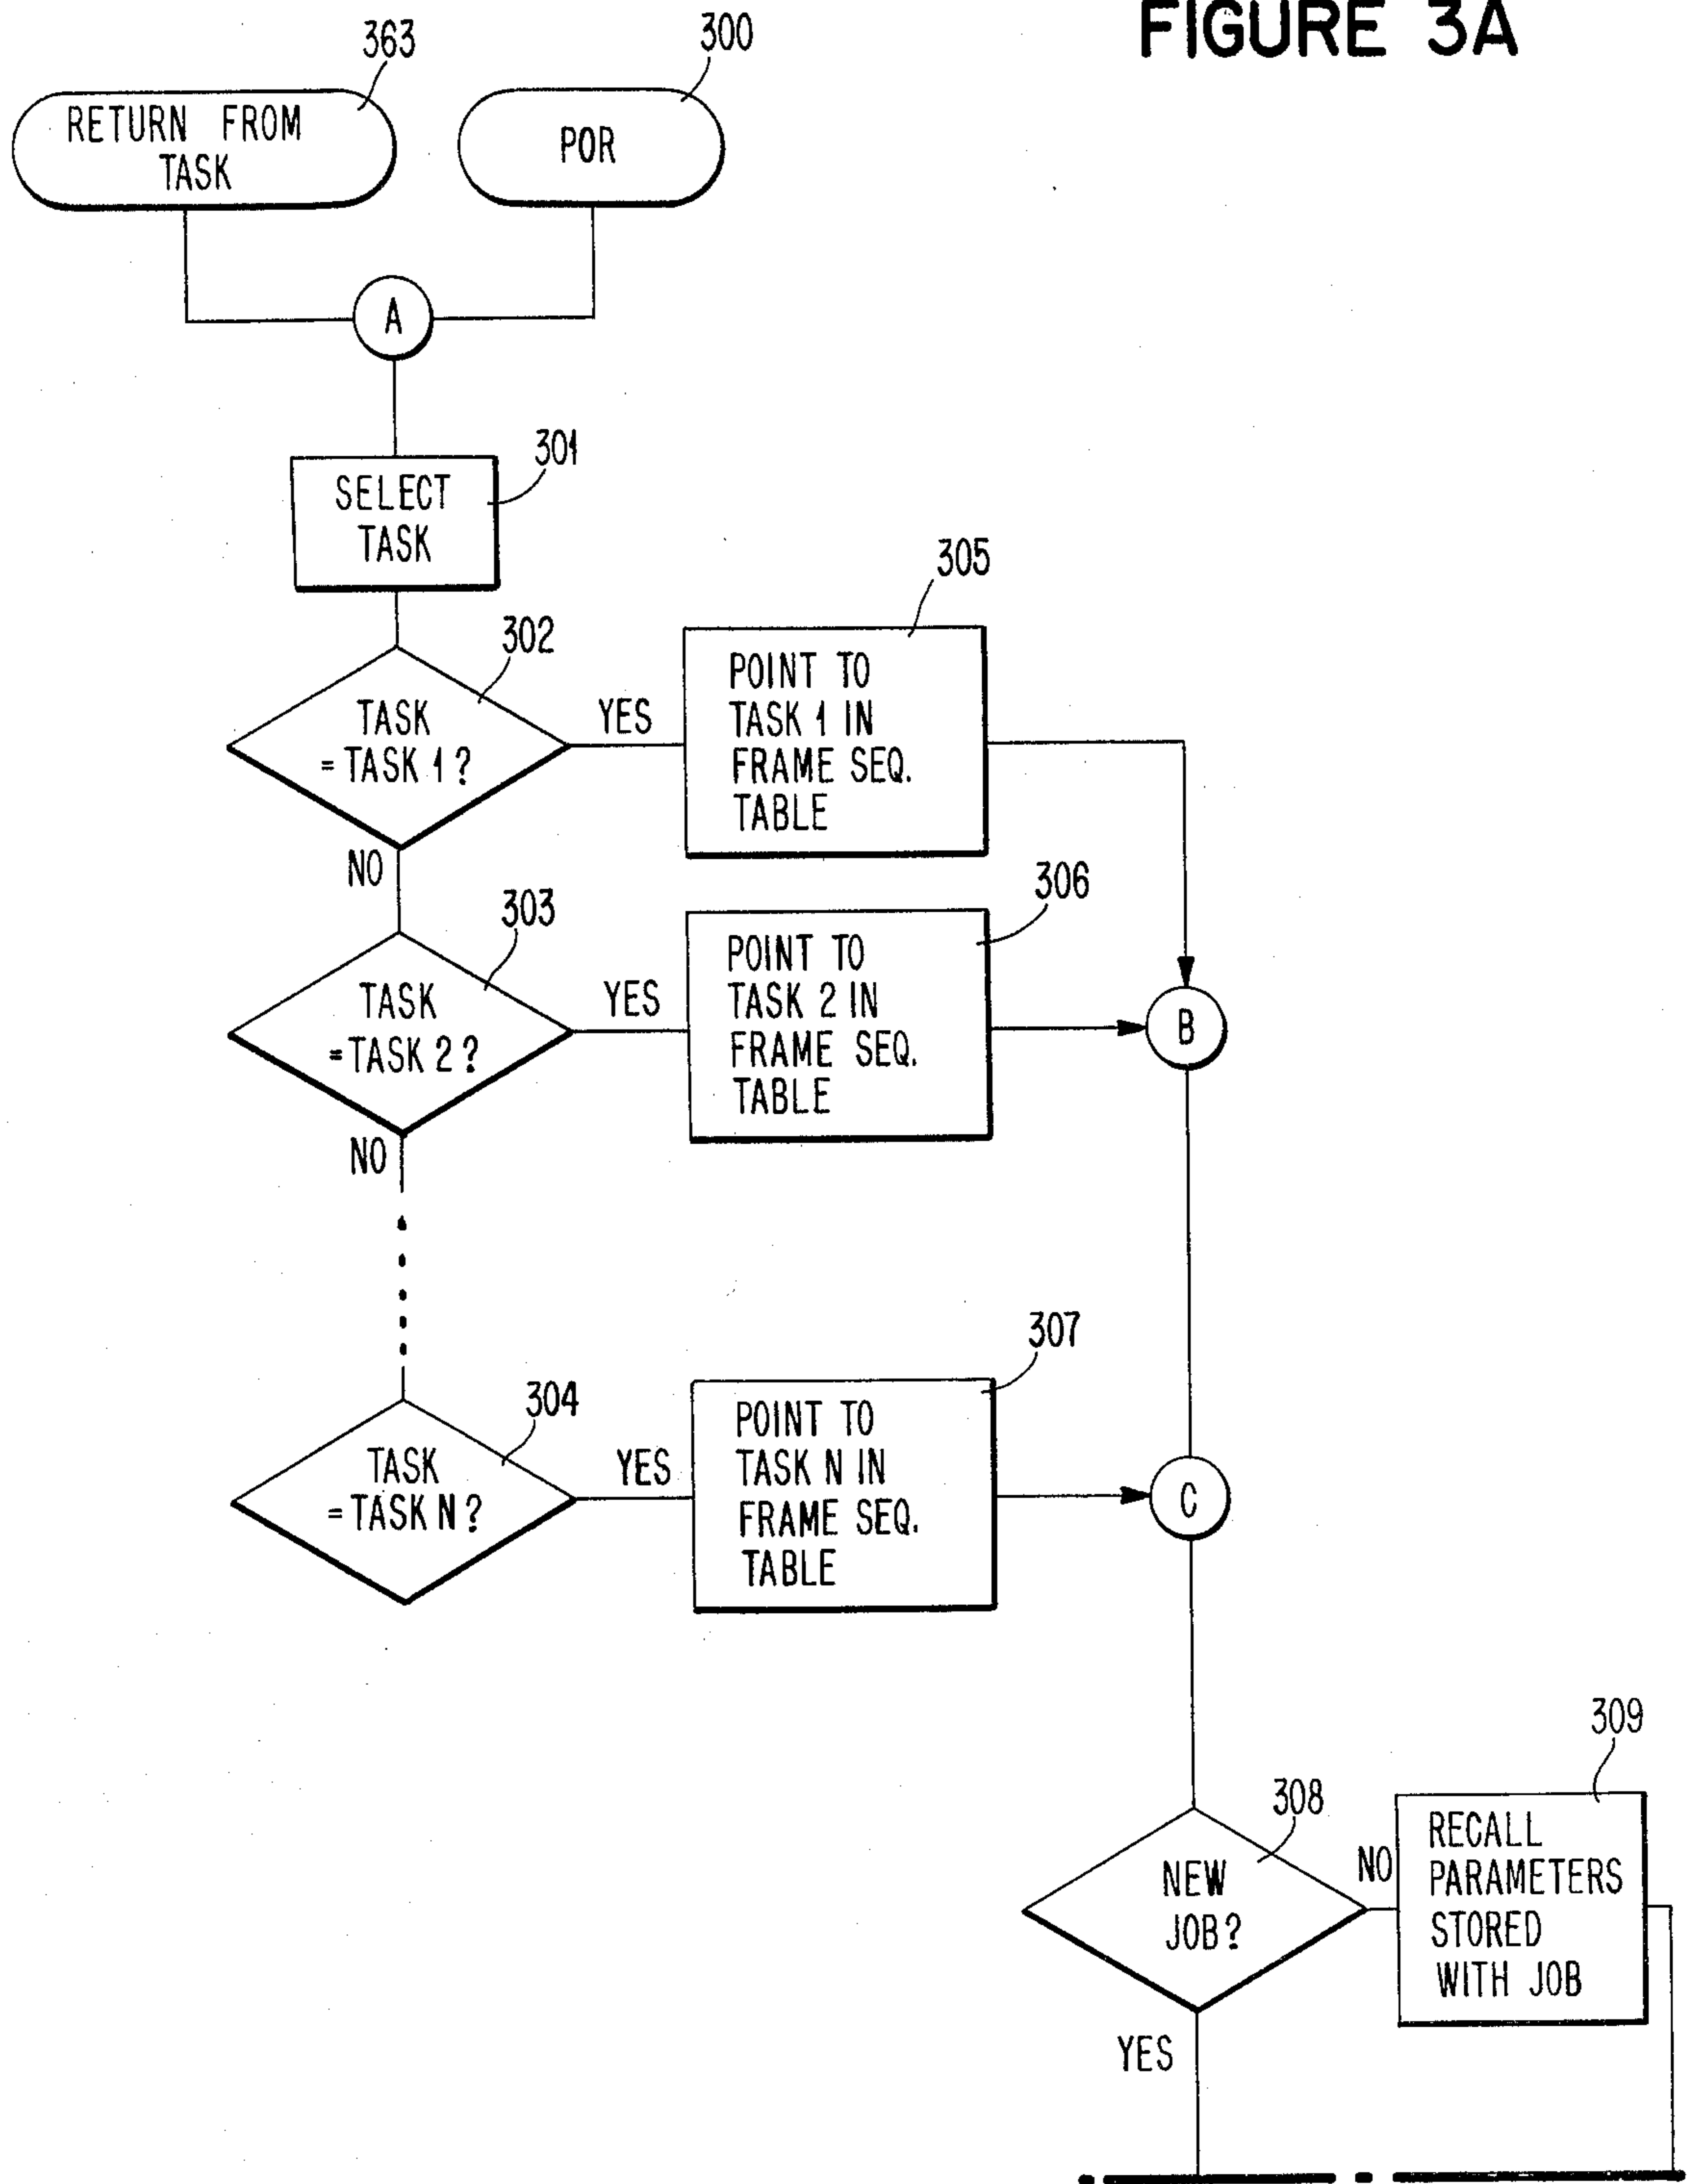 FIGURE 3A
363
300
RETURN FROM
TASK
POR
A
301
SELECT
TASK
302
305
TASK
= TASK 1 ?
YES
POINT TO
TASK 1 IN
FRAME SEQ.
TABLE
NO
303
306
TASK
= TASK 2 ?
YES
POINT TO
TASK 2 IN
FRAME SEQ.
TABLE
B
NO
304
307
TASK
= TASK N ?
YES
POINT TO
TASK N IN
FRAME SEQ.
TABLE
C
308
309
NEW
JOB?
NO
RECALL
PARAMETERS
STORED
WITH JOB
YES